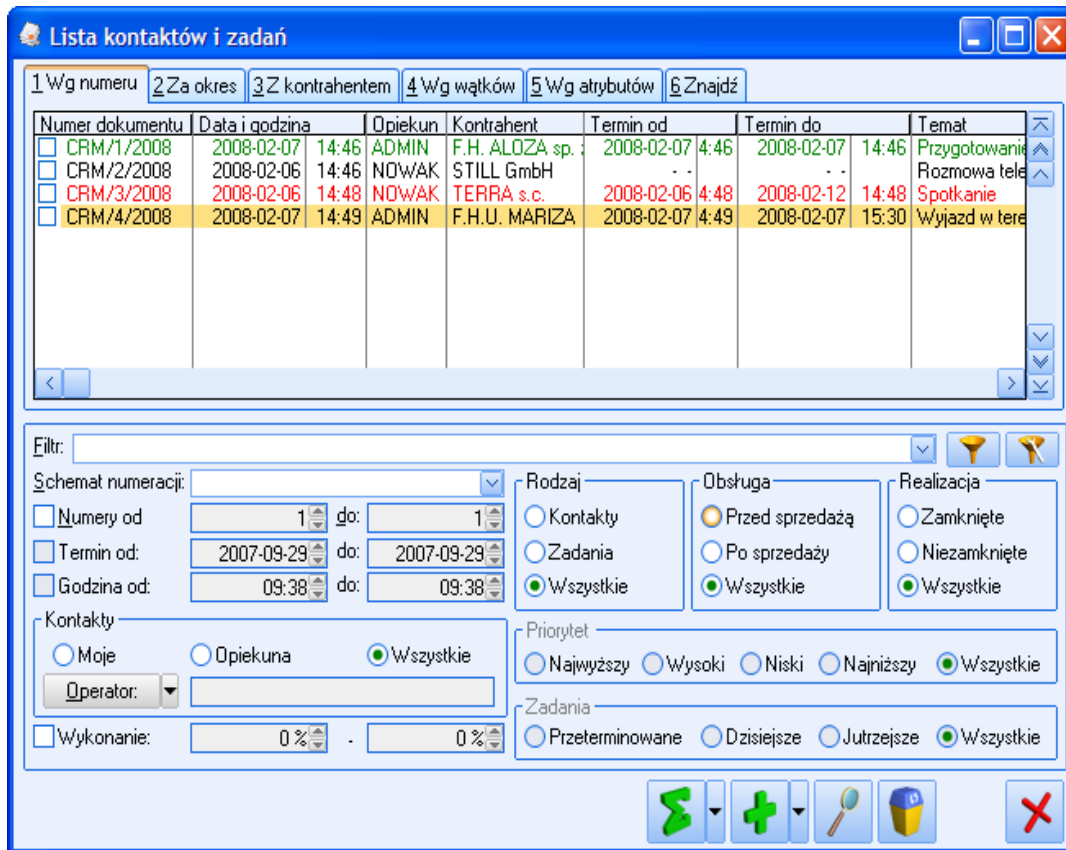 Lista kontaktów i zadań
1 Wg numeru 2 Za okres 3 Z kontrahentem 4 Wg wątków 5 Wg atrybutów 6 Znajdź
Numer dokumentu Data i godzina Opiekun Kontrahent Termin od Termin do Temat
CRM/1/2008 2008-02-07 14:46 ADMIN F.H. ALOZA sp. 2008-02-07 4:46 2008-02-07 14:46 Przygotowanie
CRM/2/2008 2008-02-06 14:46 NOWAK STILL GmbH - - - - Rozmowa tele
CRM/3/2008 2008-02-06 14:48 NOWAK TERRA s.c. 2008-02-06 4:48 2008-02-12 14:48 Spotkanie
CRM/4/2008 2008-02-07 14:49 ADMIN F.H.U. MARIZA 2008-02-07 4:49 2008-02-07 15:30 Wyjazd w tere
Filtr:
Schemat numeracji: Rodzaj Obsługa Realizacja
Numery od 1 do: 1 Kontakty Przed sprzedażą Zamknięte
Termin od: 2007-09-29 do: 2007-09-29 Zadania Po sprzedaży Niezamknięte
Godzina od: 09:38 do: 09:38 Wszystkie Wszystkie Wszystkie
Kontakty Priorytet
Moje Opiekuna Wszystkie Najwyższy Wysoki Niski Najniższy Wszystkie
Operator: Zadania
Wykonanie: 0 % - 0 % Przeterminowane Dzisiejsze Jutrzejsze Wszystkie